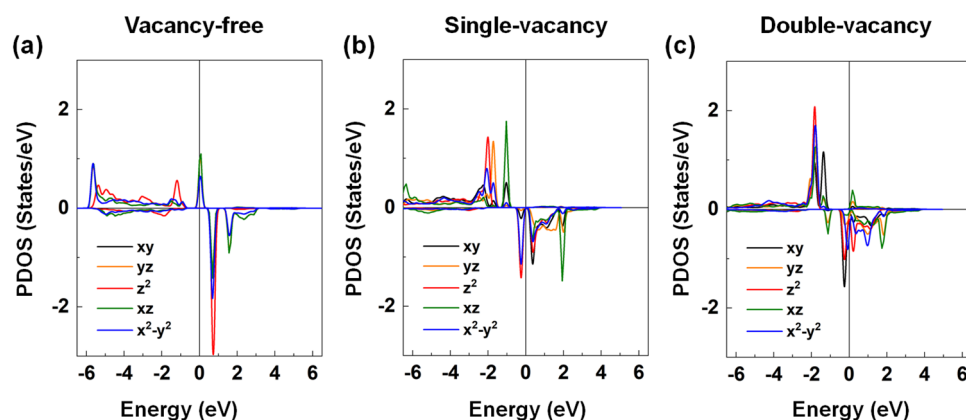 Vacancy-free
Single-vacancy
Double-vacancy
(a)
(b)
(c)
PDOS (States/eV)
2
0
-2
xy
yz
z²
xz
x²-y²
-6 -4 -2 0 2 4 6
Energy (eV)
PDOS (States/eV)
2
0
-2
xy
yz
z²
xz
x²-y²
-6 -4 -2 0 2 4 6
Energy (eV)
PDOS (States/eV)
2
0
-2
xy
yz
z²
xz
x²-y²
-6 -4 -2 0 2 4 6
Energy (eV)